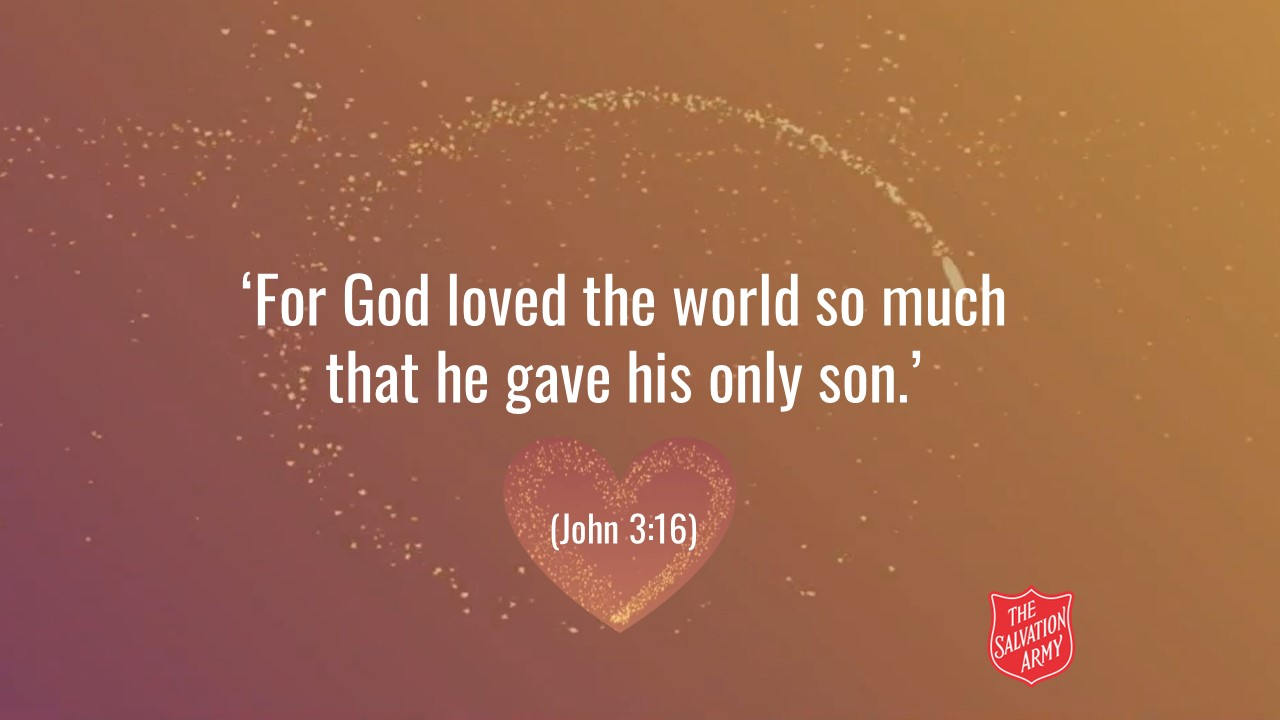 ‘For God loved the world so much
that he gave his only son.’
(John 3:16)
THE
SALVATION
ARMY